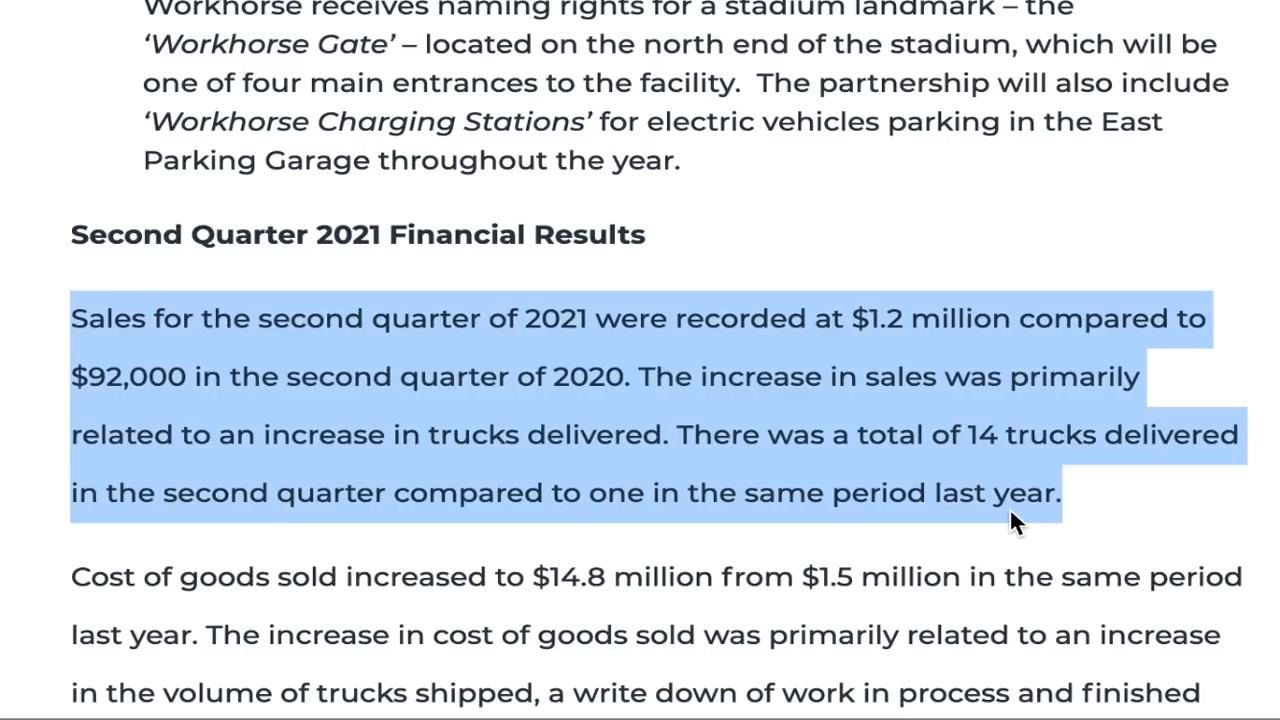 Workhorse receives naming rights for a stadium landmark – the
‘Workhorse Gate’ – located on the north end of the stadium, which will be
one of four main entrances to the facility.  The partnership will also include
‘Workhorse Charging Stations’ for electric vehicles parking in the East
Parking Garage throughout the year.
Second Quarter 2021 Financial Results
Sales for the second quarter of 2021 were recorded at $1.2 million compared to
$92,000 in the second quarter of 2020. The increase in sales was primarily
related to an increase in trucks delivered. There was a total of 14 trucks delivered
in the second quarter compared to one in the same period last year.
Cost of goods sold increased to $14.8 million from $1.5 million in the same period
last year. The increase in cost of goods sold was primarily related to an increase
in the volume of trucks shipped, a write down of work in process and finished